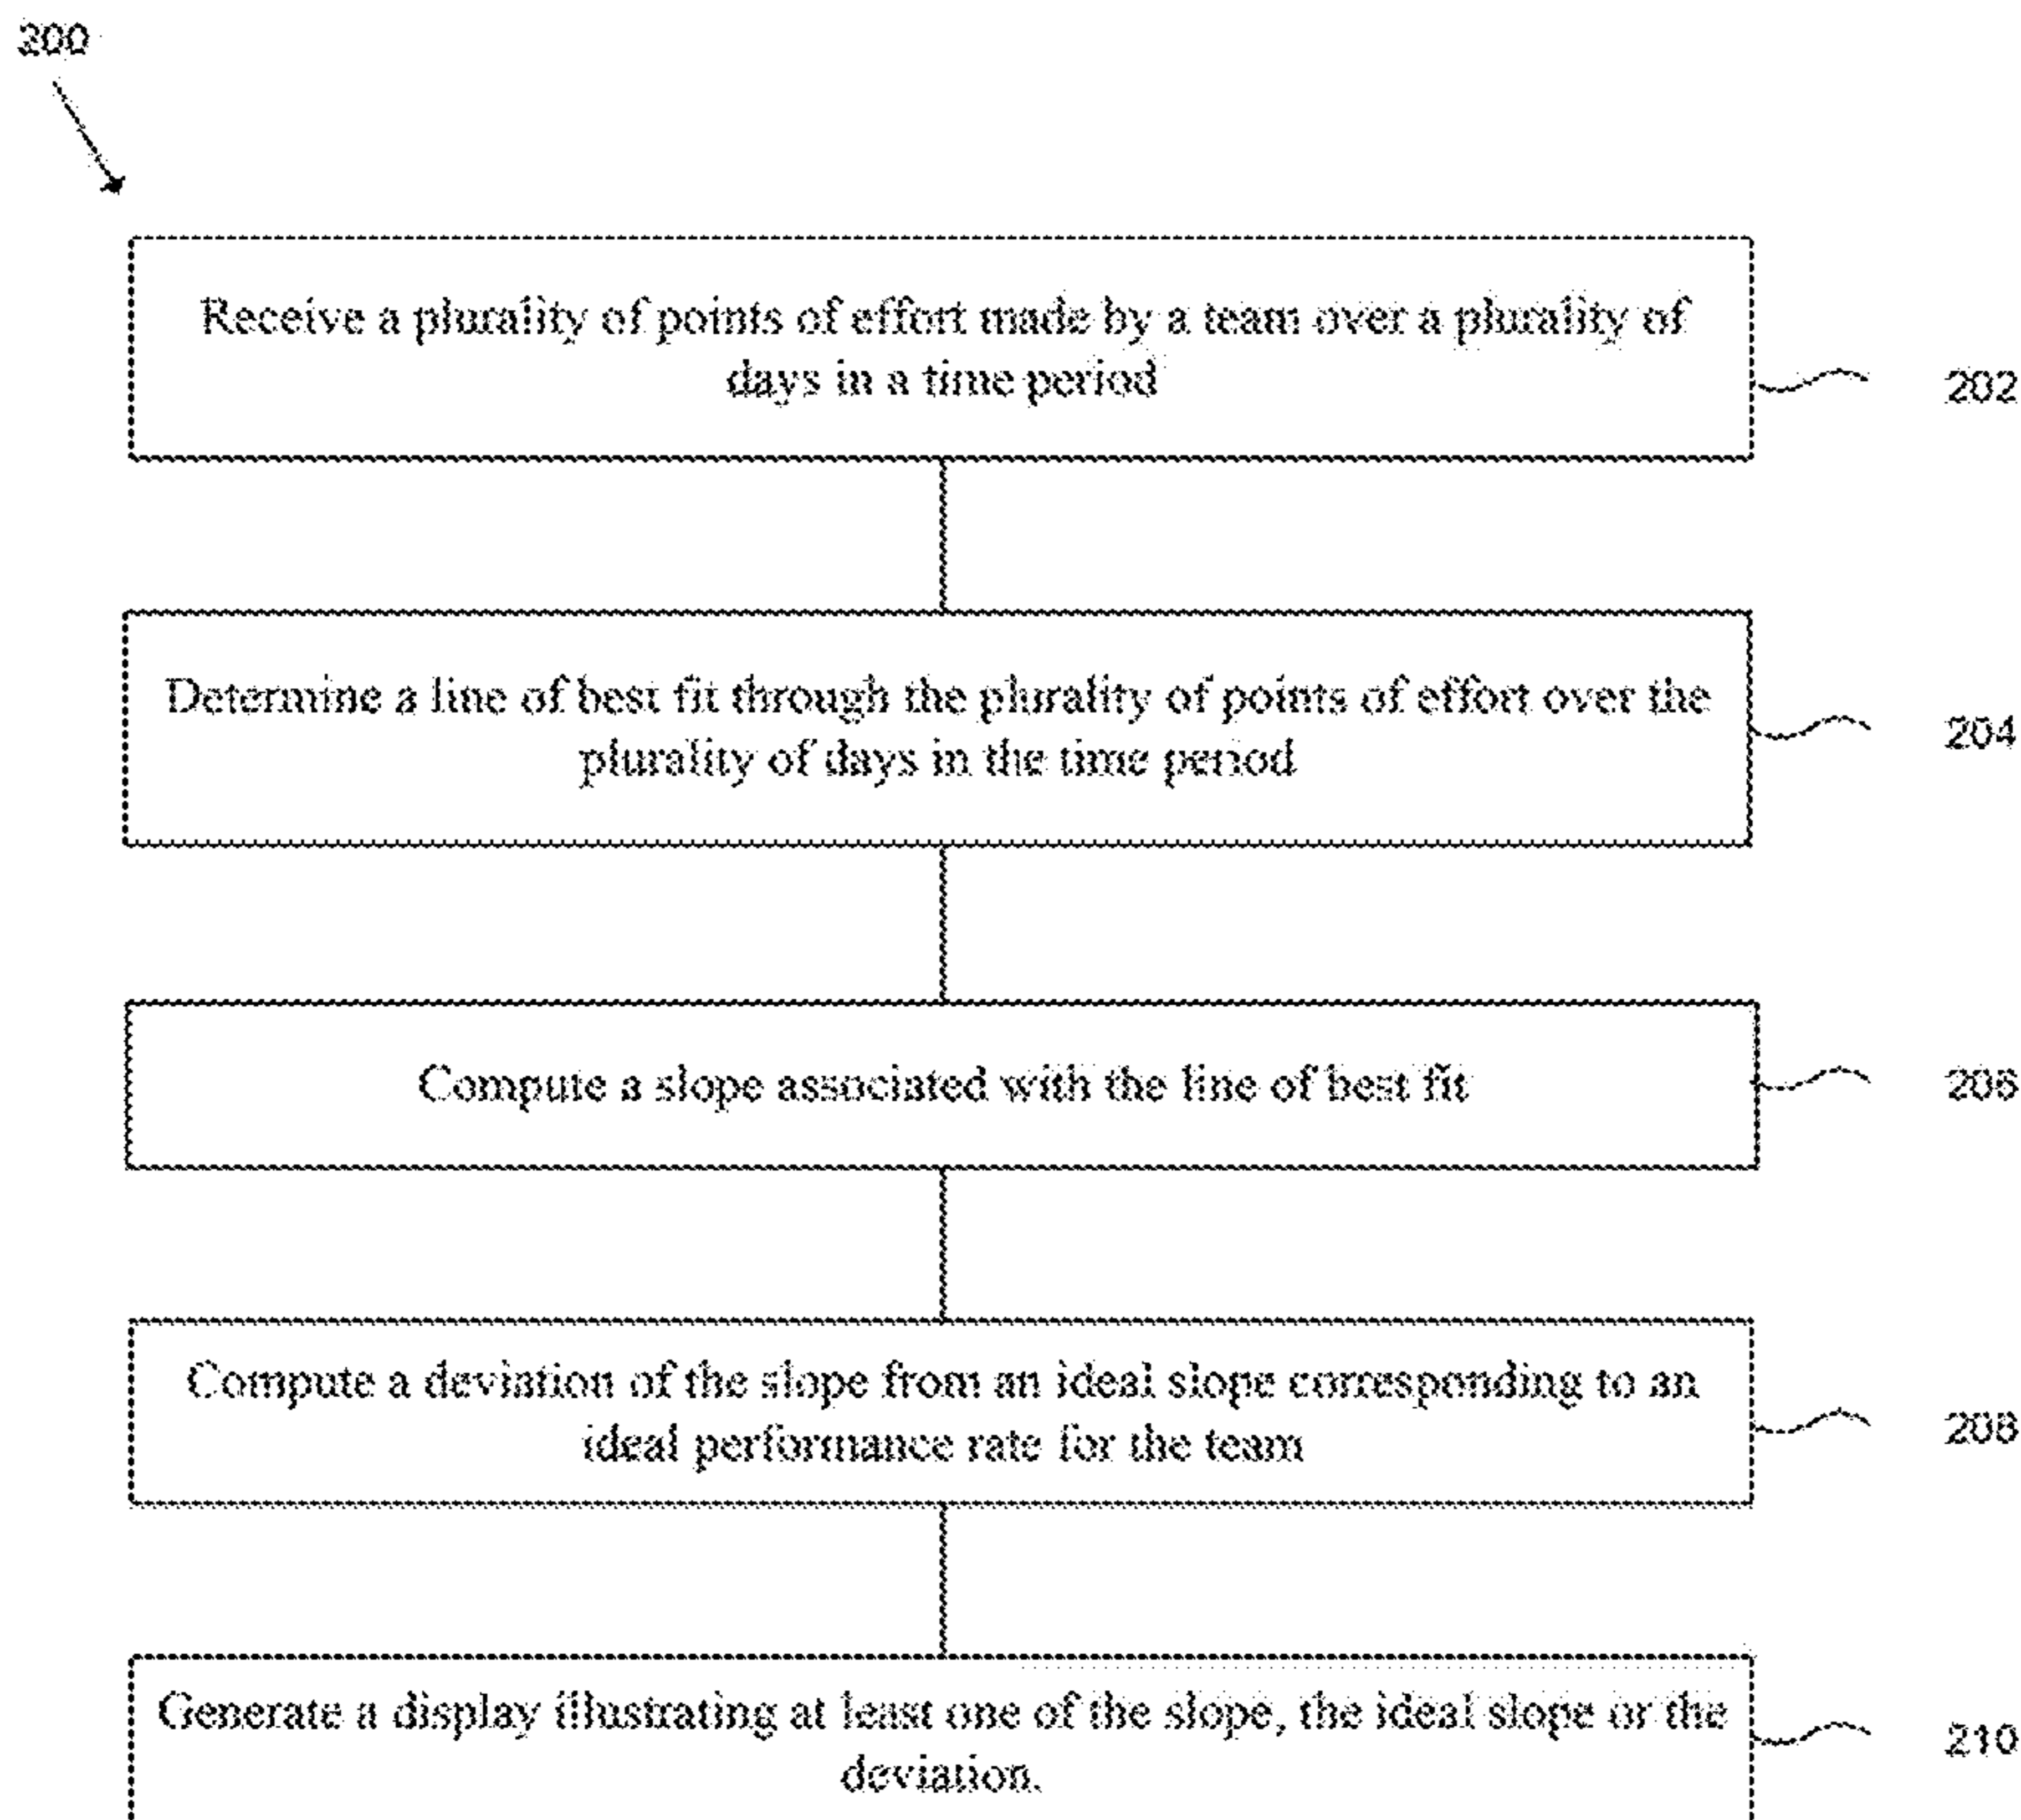 200
Receive a plurality of points of effort made by a team over a plurality of
days in a time period
202
Determine a line of best fit through the plurality of points of effort over the
plurality of days in the time period
204
Compute a slope associated with the line of best fit
206
Compute a deviation of the slope from an ideal slope corresponding to an
ideal performance rate for the team
208
Generate a display illustrating at least one of the slope, the ideal slope or the
deviation.
210